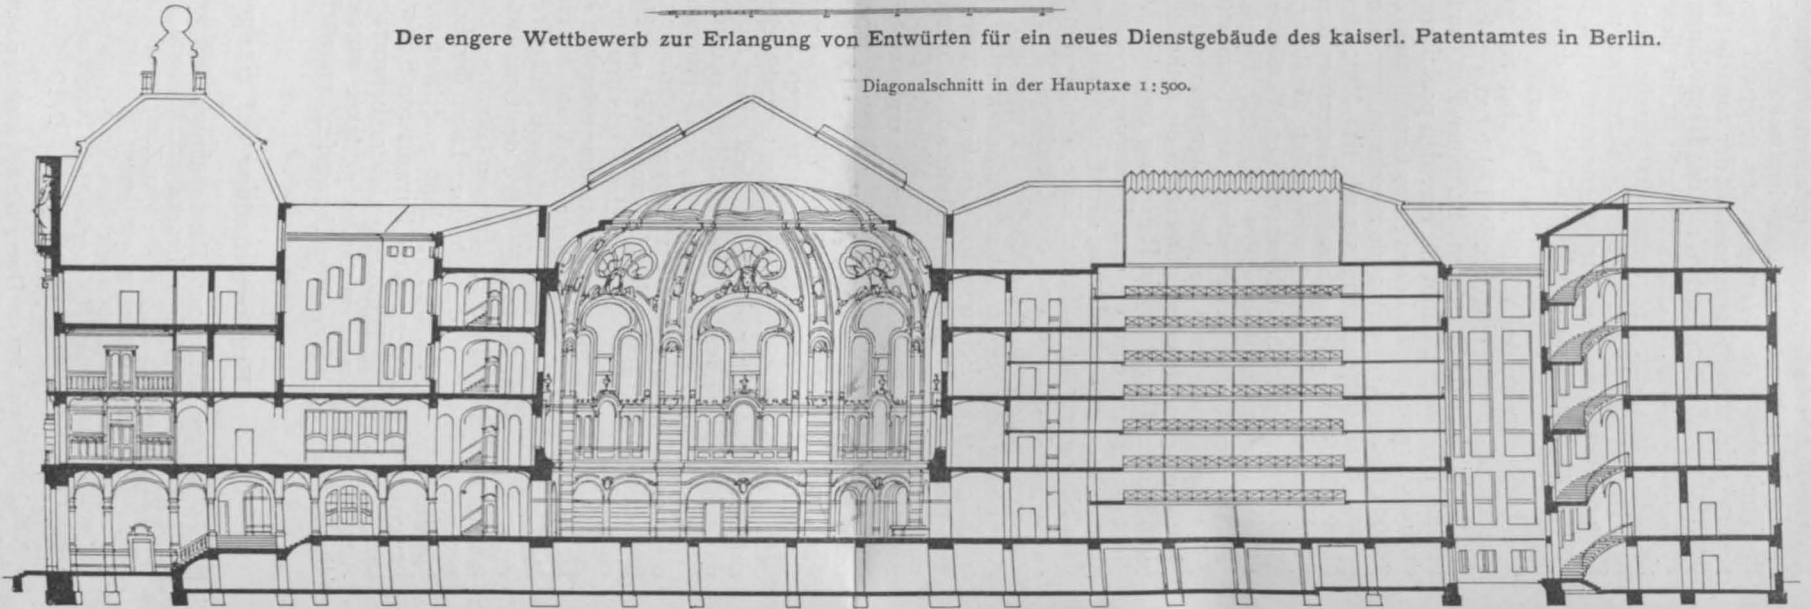 Der engere Wettbewerb zur Erlangung von Entwürfen für ein neues Dienstgebäude des kaiserl. Patentamtes in Berlin.
Diagonalschnitt in der Hauptaxe 1 : 500.